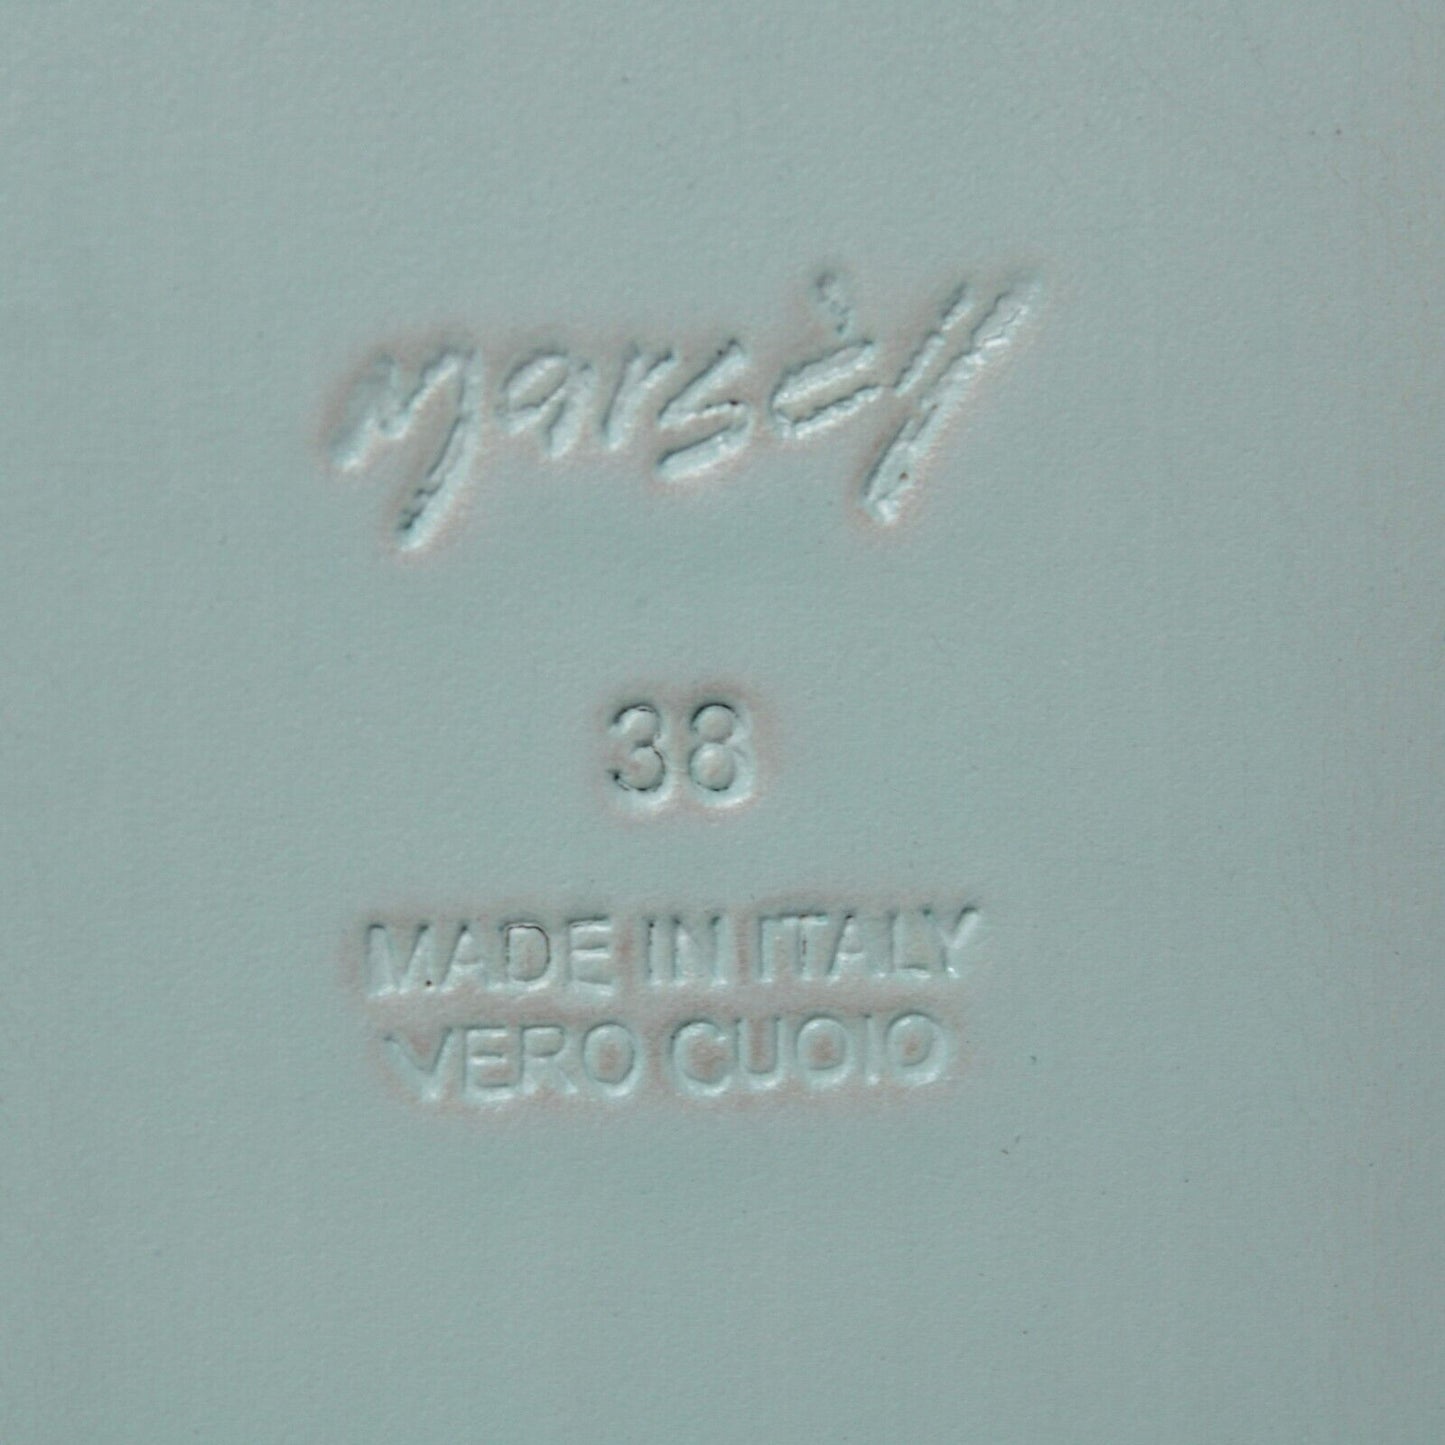 marsèll
38
MADE IN ITALY
VERO CUOIO